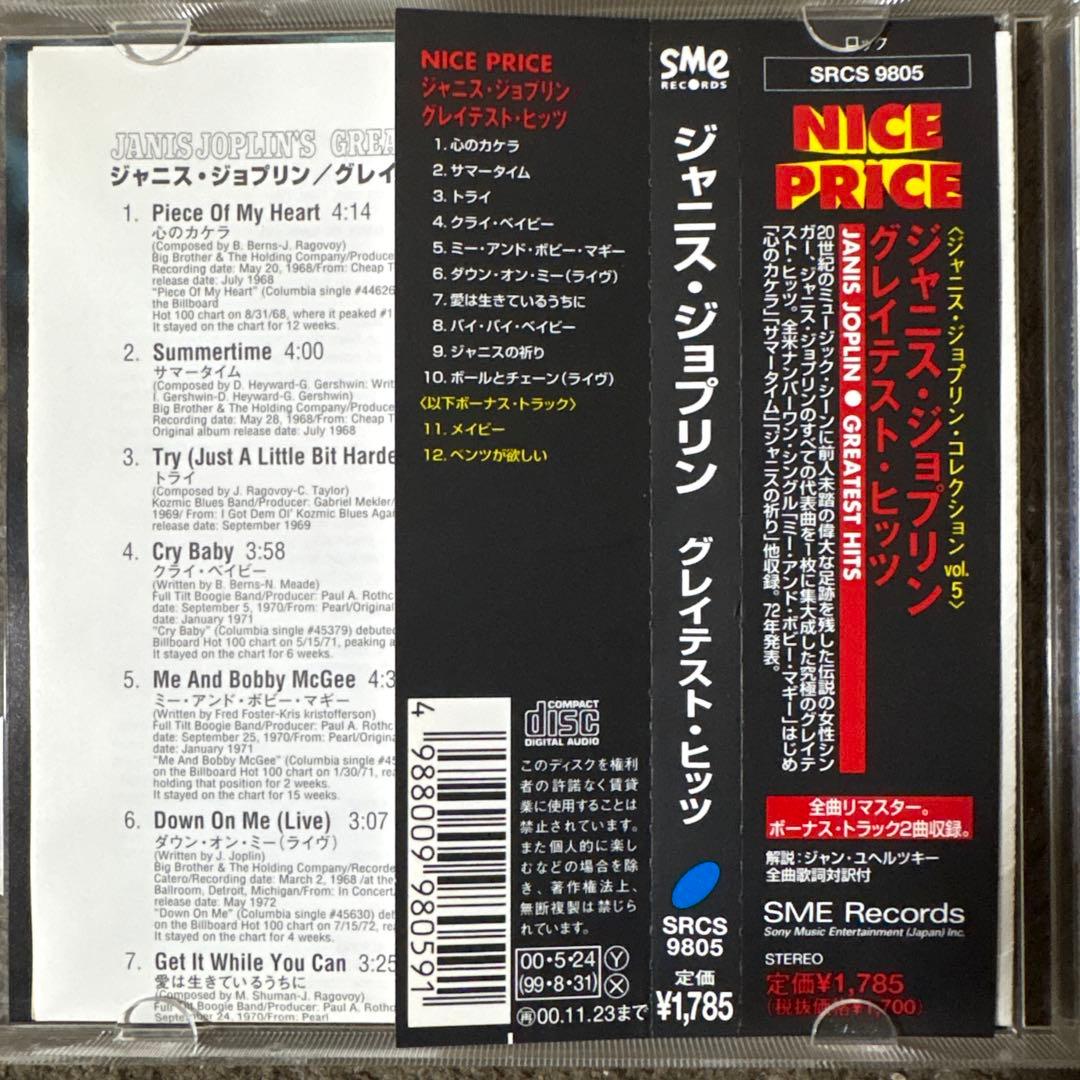 JANIS JOPLIN'S GREA
ジャニス・ジョプリン／グレイ
1. Piece Of My Heart 4:14
心のカケラ
(Composed by B. Berns-J. Ragovoy)
Big Brother & The Holding Company/Produce
Recording date: May 20, 1968/From: Cheap T
release date: July 1968
"Piece Of My Heart" (Columbia single #44626
the Billboard
Hot 100 chart on 8/31/68, where it peaked #1
It stayed on the chart for 12 weeks.
2. Summertime 4:00
サマータイム
(Composed by D. Heyward-G. Gershwin: Writ
I. Gershwin-D. Heyward-G. Gershwin)
Big Brother & The Holding Company/Produce
Recording date: May 28, 1968/From: Cheap T
Original album release date: July 1968
3. Try (Just A Little Bit Harde
トライ
(Composed by J. Ragovoy-C. Taylor)
Kozmic Blues Band/Producer: Gabriel Mekler/
1969/ From: I Got Dem Ol' Kozmic Blues Again
release date: September 1969
4. Cry Baby 3:58
クライ・ベイビー
(Written by B. Berns-N. Meade)
Full Tilt Boogie Band/Producer: Paul A. Rothc
date: September 5, 1970/From: Pearl/Original
date: January 1971
"Cry Baby" (Columbia single #45379) debuted
Billboard Hot 100 chart on 5/15/71, peaking a
It stayed on the chart for 6 weeks.
5. Me And Bobby McGee 4:3
ミー・アンド・ボビー・マギー
(Written by Fred Foster-Kris kristofferson)
Full Tilt Boogie Band/Producer: Paul A. Rothc
date: September 25, 1970/From: Pearl/Original
date: January 1971
"Me And Bobby McGee" (Columbia single #45
on the Billboard Hot 100 chart on 1/30/71, rea
holding that position for 2 weeks.
It stayed on the chart for 15 weeks.
6. Down On Me (Live) 3:07
ダウン・オン・ミー（ライヴ）
(Written by J. Joplin)
Big Brother & The Holding Company/Recorde
Catero/Recording date: March 2, 1968 /at the
Ballroom, Detroit, Michigan/From: In Concert
release date: May 1972
"Down On Me" (Columbia single #45630) deb
Hot 100 chart on 7/15/72, rea
It stayed on the chart for 4 weeks.
7. Get It While You Can 3:25
愛は生きているうちに
(Composed by M. Shuman-J. Ragavoy)
24, 1970/From: Pearl
NICE PRICE
ジャニス・ジョプリン
グレイテスト・ヒッツ
1. 心のカケラ
2. サマータイム
3. トライ
4. クライ・ベイビー
5. ミー・アンド・ボビー・マギー
6. ダウン・オン・ミー（ライヴ）
7. 愛は生きているうちに
8. バイ・バイ・ベイビー
9. ジャニスの祈り
10. ボールとチェーン（ライヴ）
〈以下ボーナス・トラック〉
11. メイビー
12. ベンツが欲しい
4 988009 980591
COMPACT
disc
DIGITAL AUDIO
このディスクを権利
者の許諾なく賃貸
業に使用することは
禁止されています。
また個人的に楽し
むなどの場合を除
き、著作権法上、
無断複製は禁じら
れています。
00・5・24 Y
(99・8・31) X
再00.11.23まで
SMe
RECORDS
ジャニス・ジョプリン グレイテスト・ヒッツ
SRCS
9805
定価
¥1,785
ロック
SRCS 9805
NICE
PRICE
〈ジャニス・ジョプリン・コレクション vol.5〉
ジャニス・ジョプリン
グレイテスト・ヒッツ
JANIS JOPLIN ● GREATEST HITS
20世紀のミュージック・シーンに前人未踏の偉大な足跡を残した伝説の女性シン
ガー、ジャニス・ジョプリンのすべての代表曲を1枚に集大成した究極のグレイテ
スト・ヒッツ。全米ナンバーワン・シングル「ミー・アンド・ボビー・マギー」はじめ
「心のカケラ」「サマータイム」「ジャニスの祈り」他収録。72年発表。
全曲リマスター。
ボーナス・トラック2曲収録。
解説：ジャン・ユヘルツキー
全曲歌詞対訳付
SME Records
Sony Music Entertainment (Japan) Inc.
STEREO
定価¥1,785
(税抜価格¥1,700)